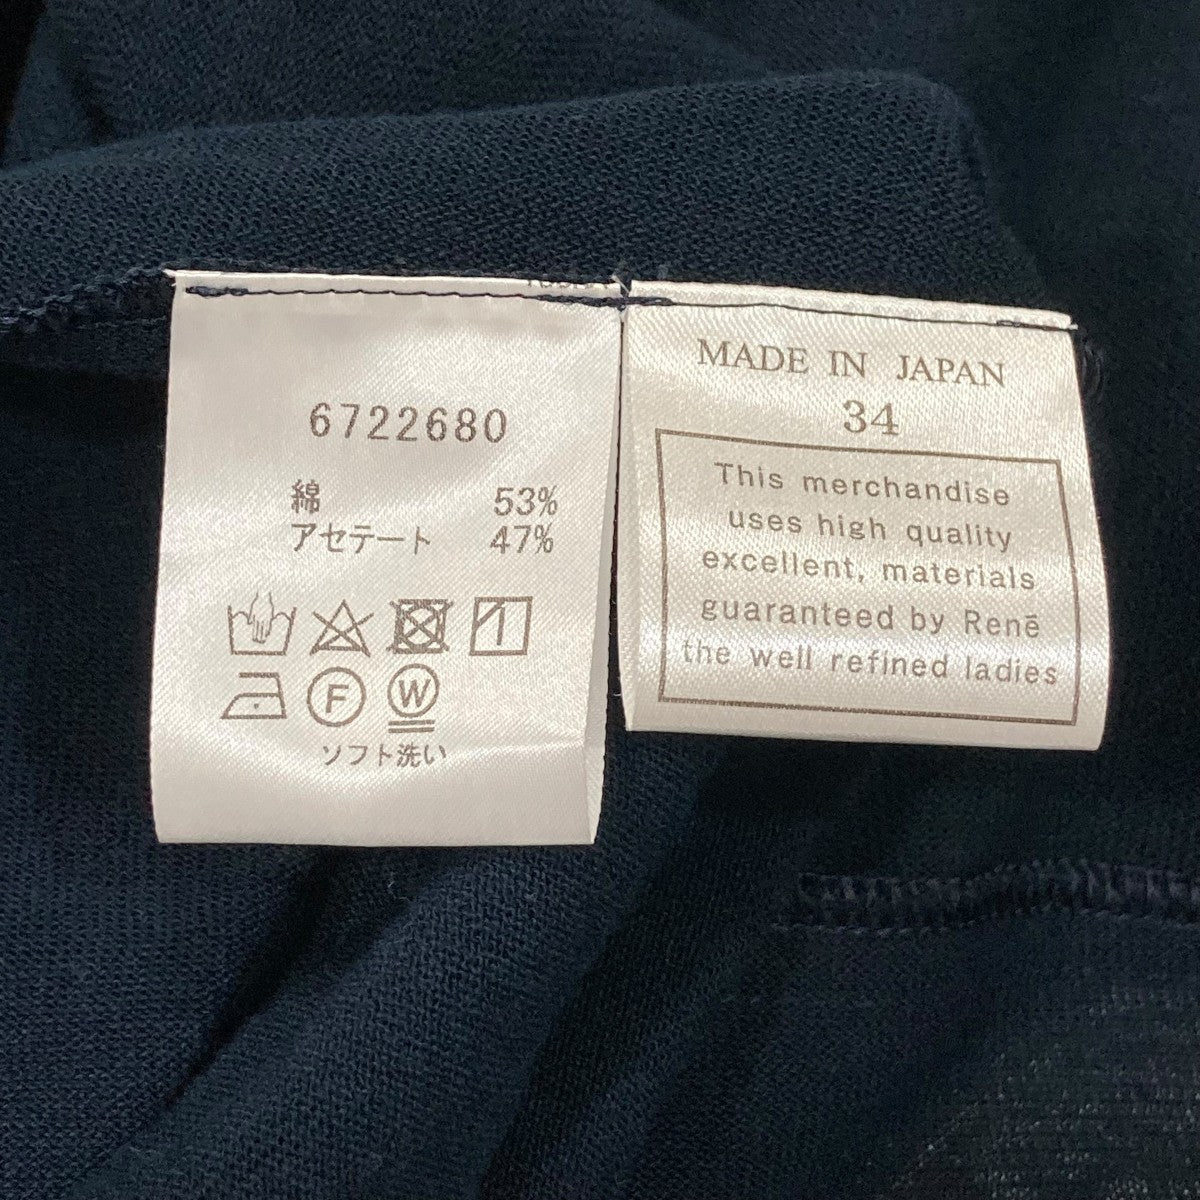 6722680
綿 53%
アセテート 47%
F W
ソフト洗い
MADE IN JAPAN
34
This merchandise
uses high quality
excellent, materials
guaranteed by Renē
the well refined ladies